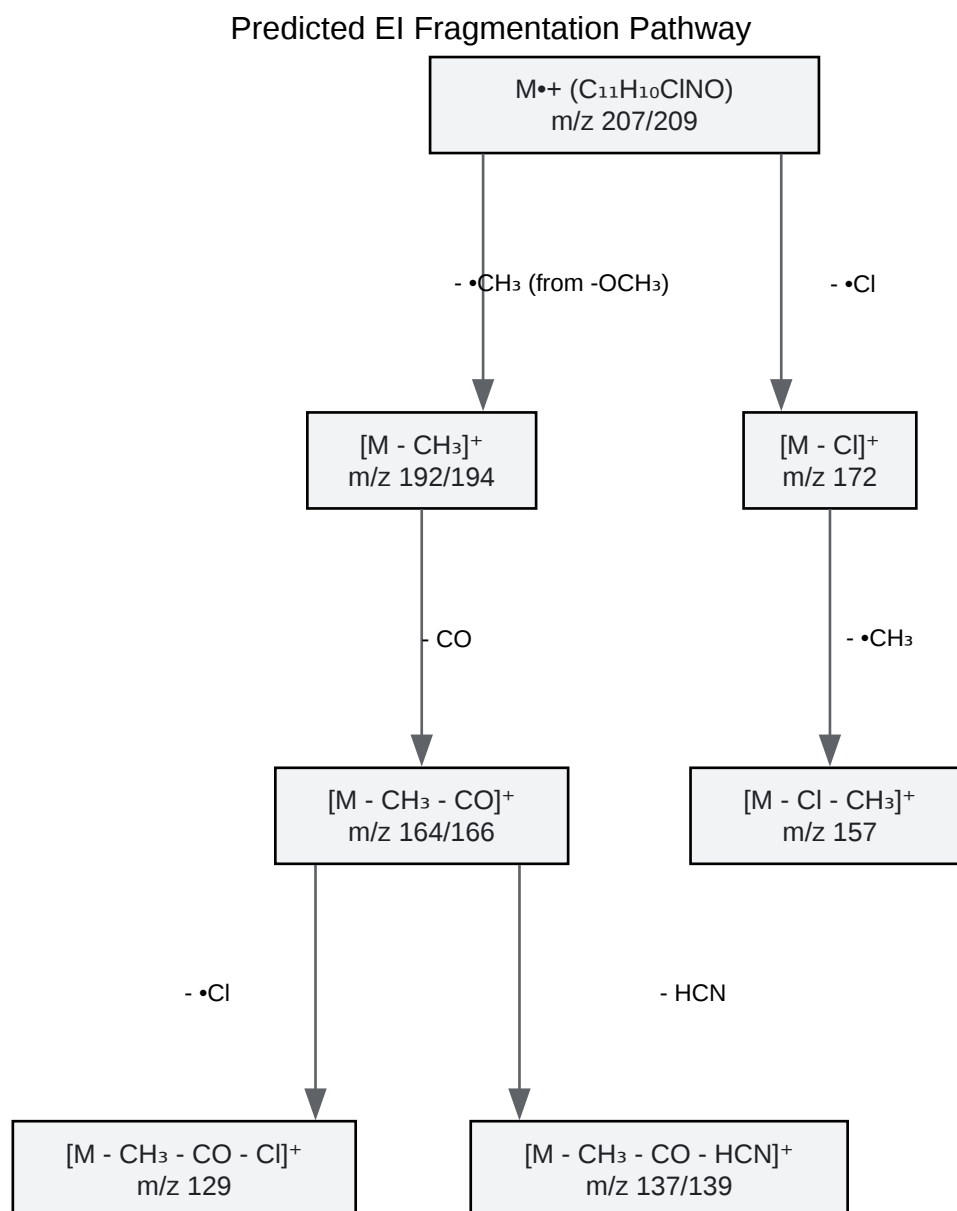 Predicted EI Fragmentation Pathway
M•+ (C₁₁H₁₀ClNO)
m/z 207/209
- •CH₃ (from -OCH₃)
- •Cl
[M - CH₃]⁺
m/z 192/194
[M - Cl]⁺
m/z 172
- CO
- •CH₃
[M - CH₃ - CO]⁺
m/z 164/166
[M - Cl - CH₃]⁺
m/z 157
- •Cl
- HCN
[M - CH₃ - CO - Cl]⁺
m/z 129
[M - CH₃ - CO - HCN]⁺
m/z 137/139